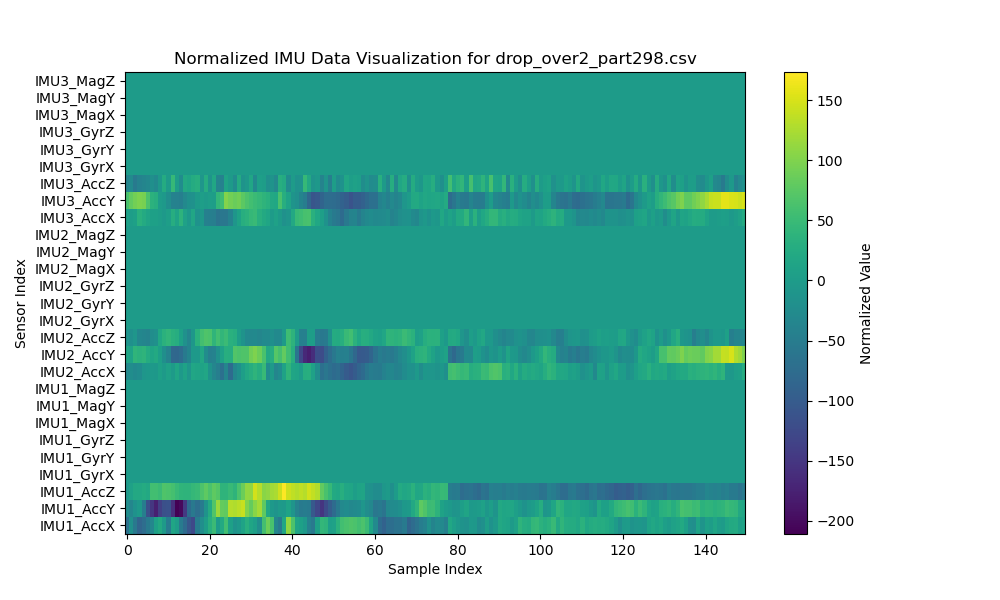 Normalized IMU Data Visualization for drop_over2_part298.csv
IMU3_MagZ
IMU3_MagY
IMU3_MagX
IMU3_GyrZ
IMU3_GyrY
IMU3_GyrX
IMU3_AccZ
IMU3_AccY
IMU3_AccX
IMU2_MagZ
IMU2_MagY
IMU2_MagX
IMU2_GyrZ
IMU2_GyrY
IMU2_GyrX
IMU2_AccZ
IMU2_AccY
IMU2_AccX
IMU1_MagZ
IMU1_MagY
IMU1_MagX
IMU1_GyrZ
IMU1_GyrY
IMU1_GyrX
IMU1_AccZ
IMU1_AccY
IMU1_AccX
Sensor Index
0 20 40 60 80 100 120 140
Sample Index
150
100
50
0
−50
−100
−150
−200
Normalized Value